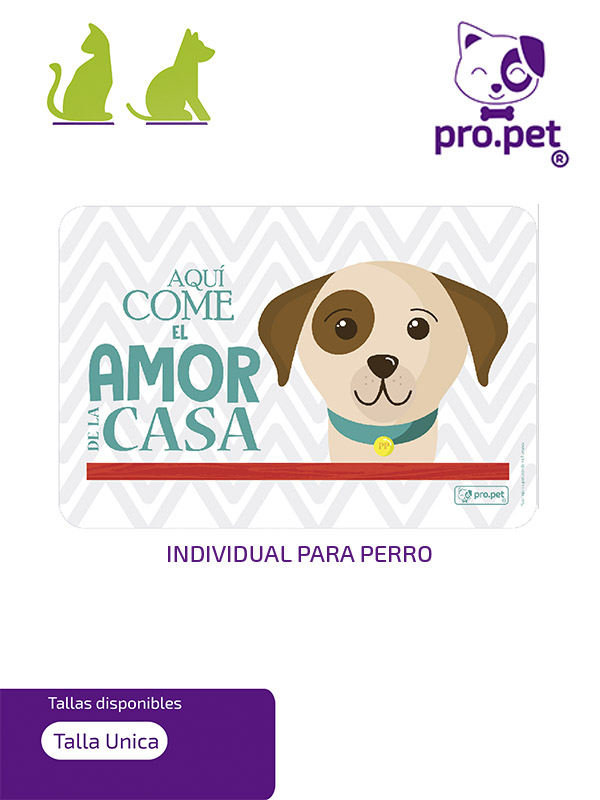 pro.pet
®
AQUÍ
COME
EL
AMOR
DE LA
CASA
PP
pro.pet
INDIVIDUAL PARA PERRO
Tallas disponibles
Talla Unica